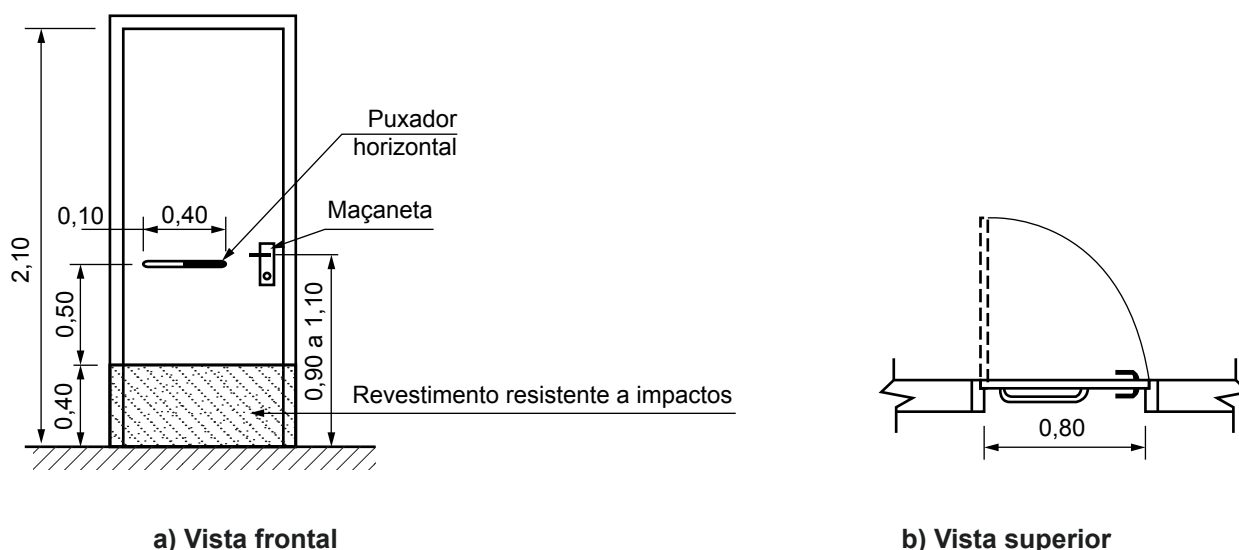 Puxador
horizontal
0,10
0,40
Maçaneta
2,10
0,50
0,90 a 1,10
0,40
Revestimento resistente a impactos
0,80
a) Vista frontal
b) Vista superior